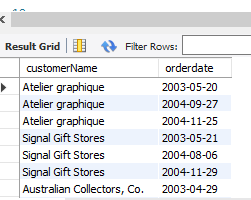 Result Grid Filter Rows:
customerName orderdate
Atelier graphique 2003-05-20
Atelier graphique 2004-09-27
Atelier graphique 2004-11-25
Signal Gift Stores 2003-05-21
Signal Gift Stores 2004-08-06
Signal Gift Stores 2004-11-29
Australian Collectors, Co. 2003-04-29